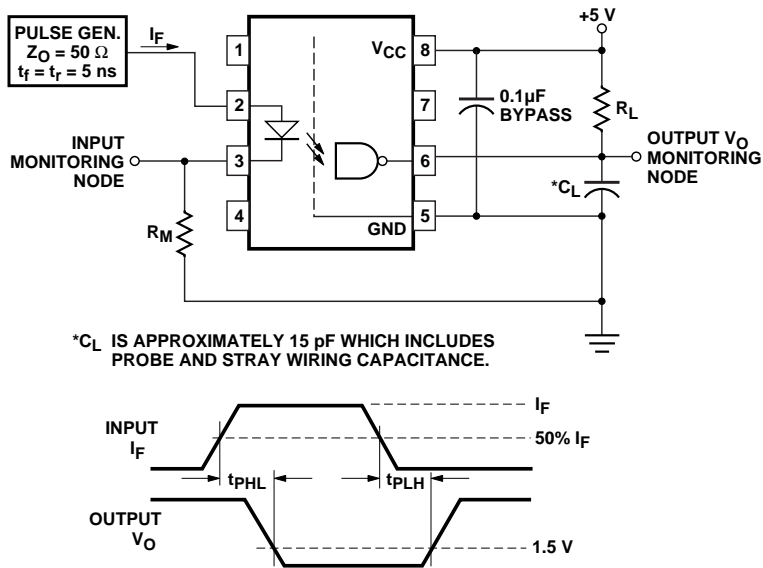 PULSE GEN.
Z_O = 50 Ω
t_f = t_r = 5 ns
I_F
+5 V
1
V_CC 8
2
7
0.1µF
BYPASS
R_L
INPUT
MONITORING
NODE
3
6
OUTPUT V_O
MONITORING
NODE
*C_L
4
GND
5
R_M
*C_L IS APPROXIMATELY 15 pF WHICH INCLUDES
PROBE AND STRAY WIRING CAPACITANCE.
INPUT
I_F
I_F
50% I_F
t_PHL
t_PLH
OUTPUT
V_O
1.5 V